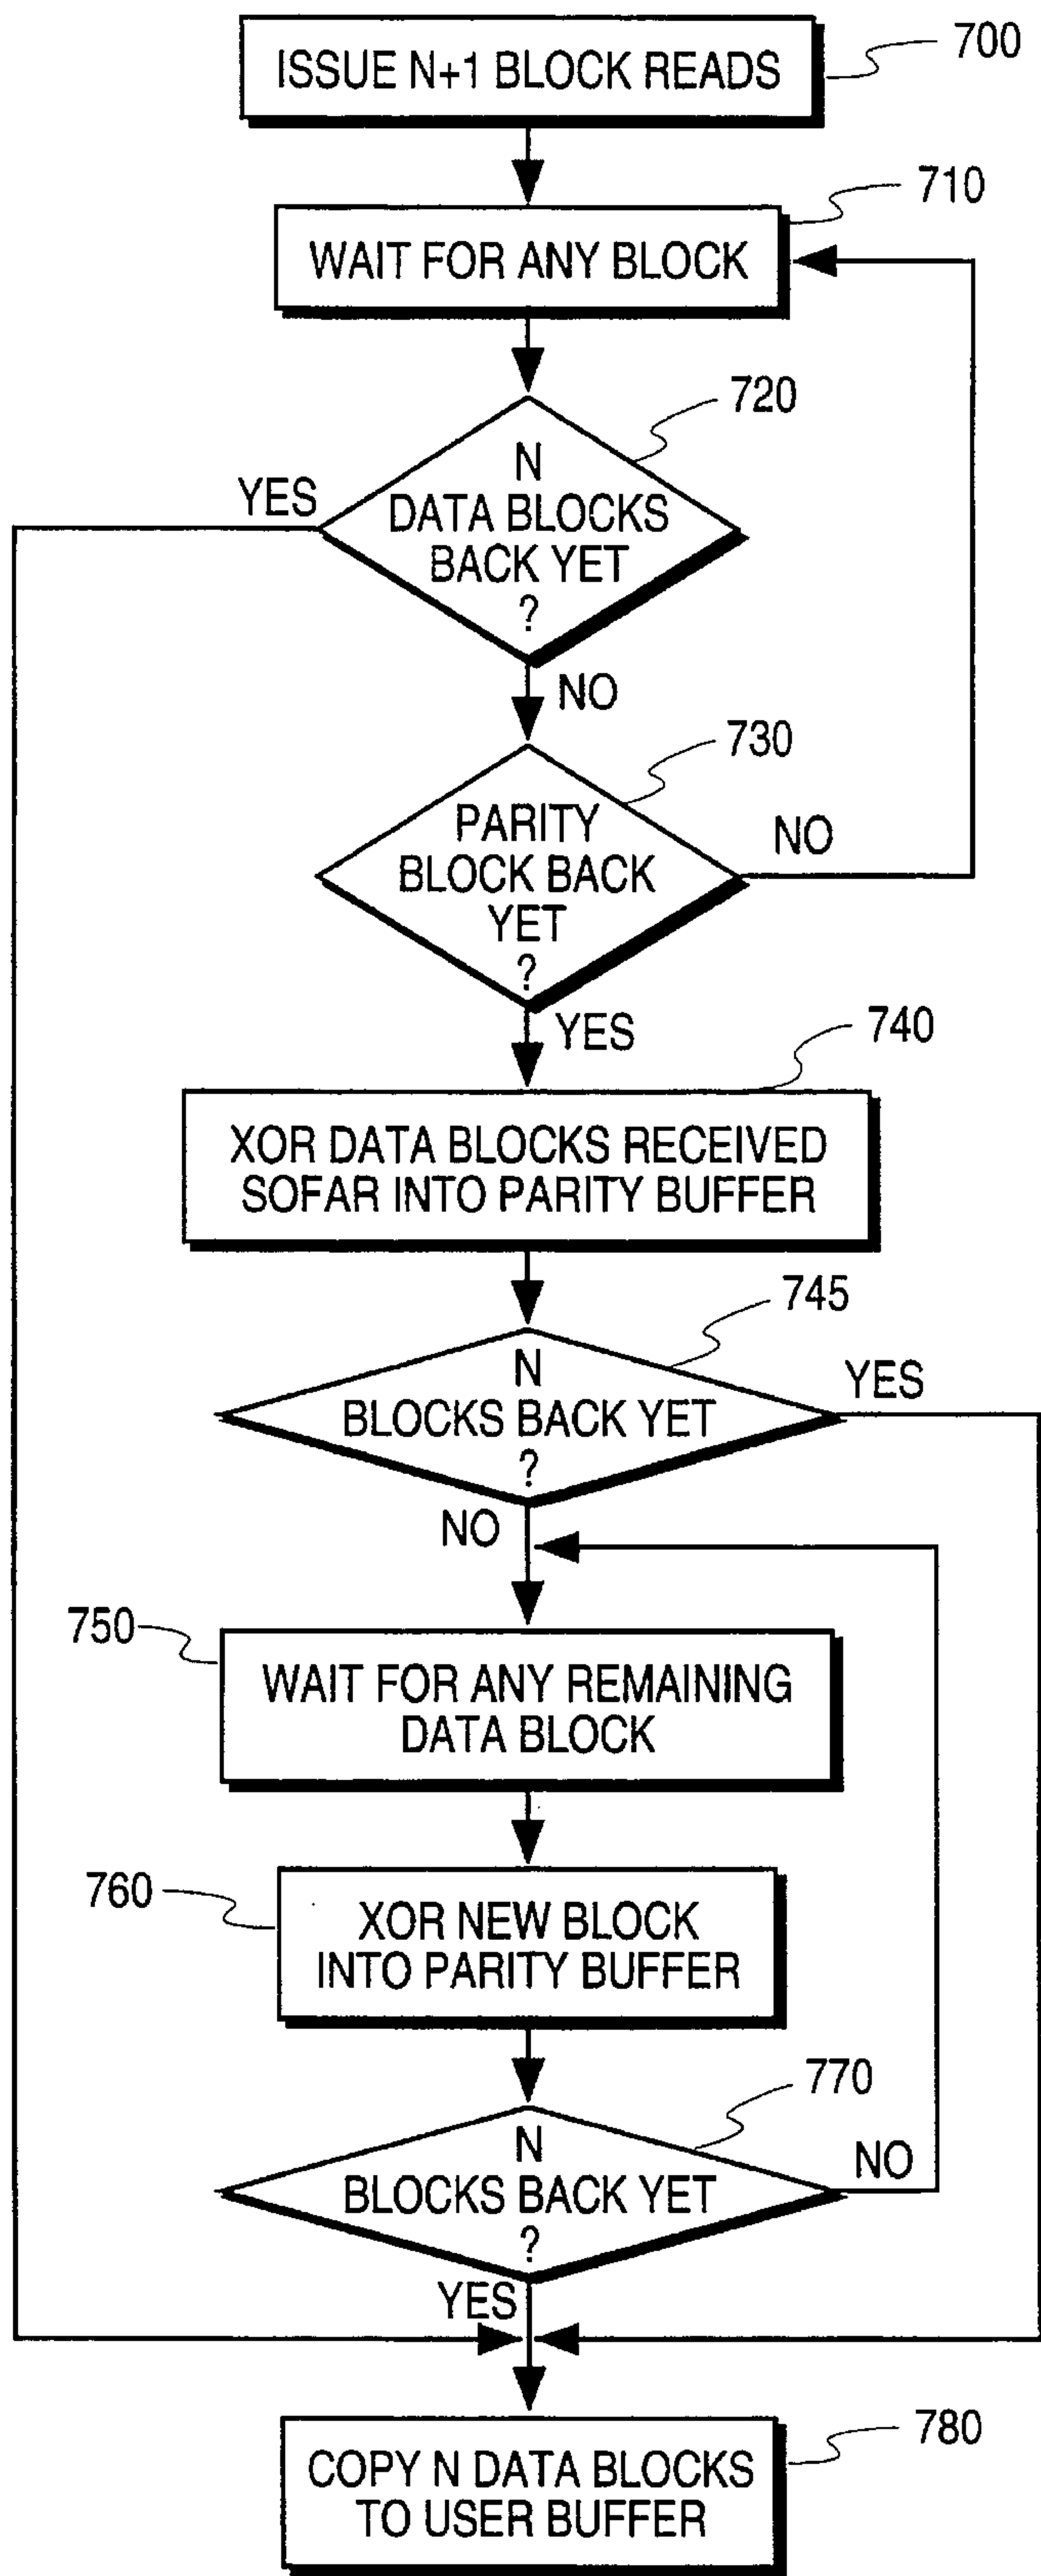 ISSUE N+1 BLOCK READS
700
710
WAIT FOR ANY BLOCK
720
YES
N
DATA BLOCKS
BACK YET
?
NO
730
PARITY
BLOCK BACK
YET
?
NO
YES
740
XOR DATA BLOCKS RECEIVED
SOFAR INTO PARITY BUFFER
745
N
BLOCKS BACK YET
?
YES
NO
750
WAIT FOR ANY REMAINING
DATA BLOCK
760
XOR NEW BLOCK
INTO PARITY BUFFER
770
N
BLOCKS BACK YET
?
NO
YES
780
COPY N DATA BLOCKS
TO USER BUFFER